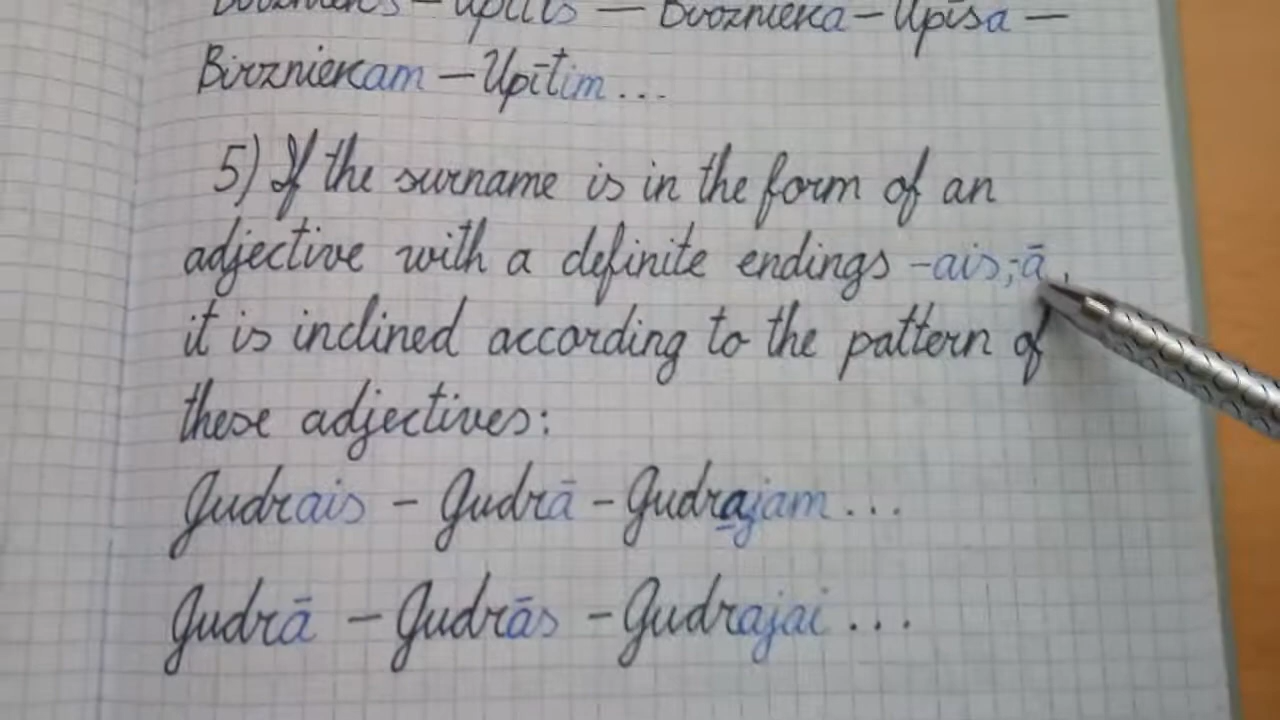 — Upītis — Birznieka – Upīša —
Birzniekam – Upītim...
5) If the surname is in the form of an
adjective with a definite endings -ais; -ā,
it is inclined according to the pattern of
these adjectives:
Gudrais – Gudrā – Gudrajam...
Gudrā – Gudrās – Gudrajai...